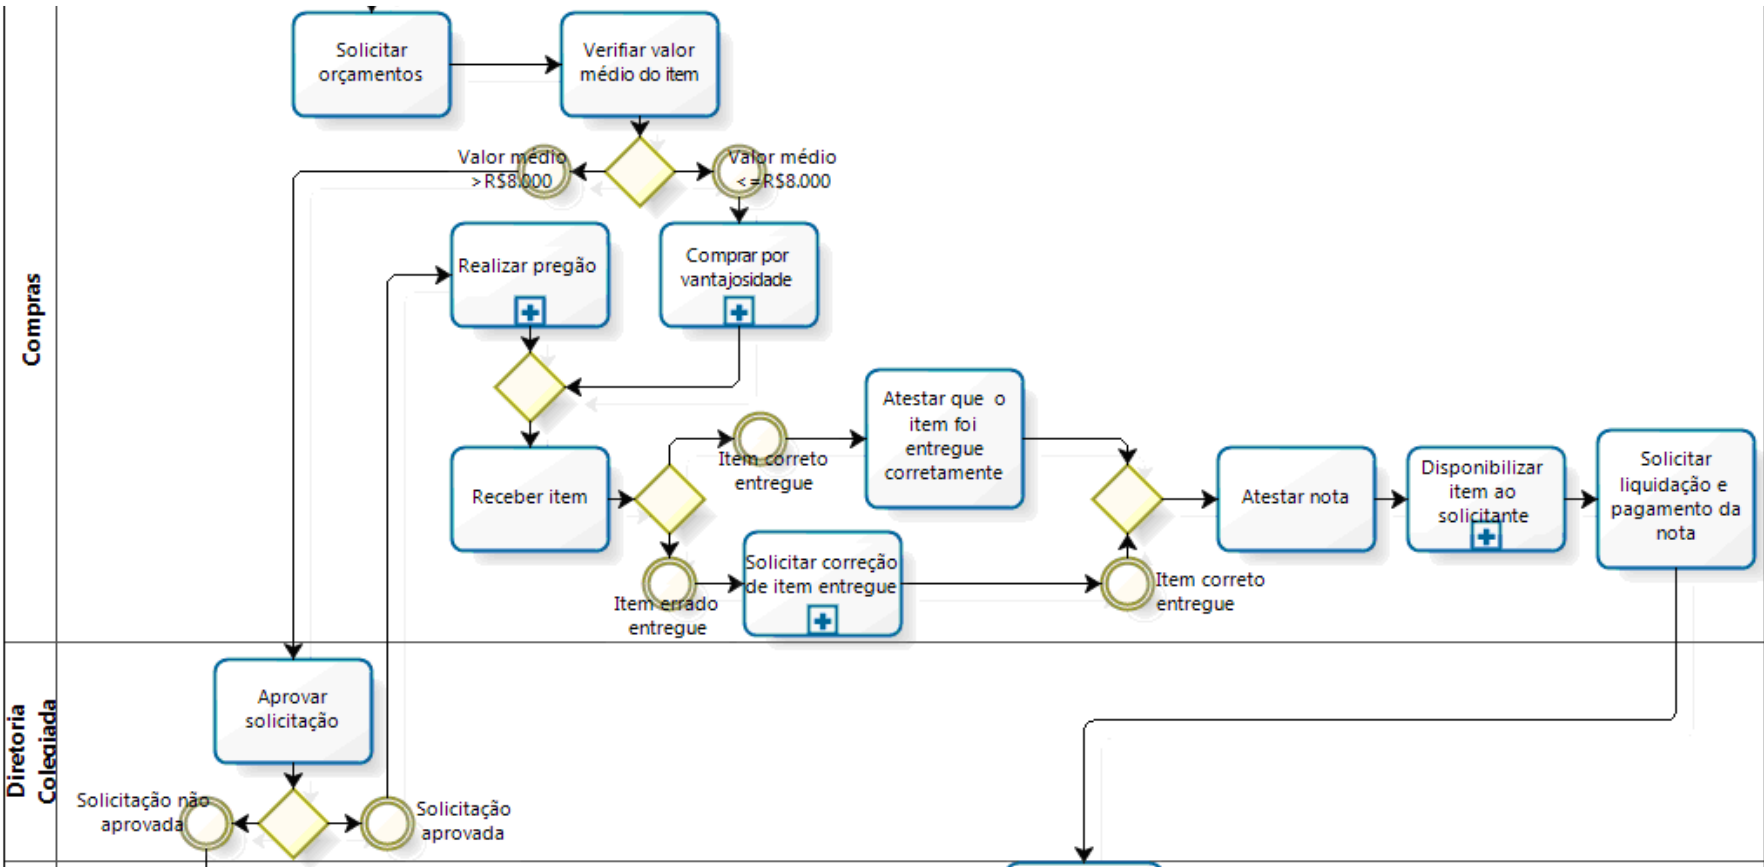 Compras
Solicitar
orçamentos
Verifiar valor
médio do item
Valor médio
>R$8.000
Valor médio
<=R$8.000
Realizar pregão
Comprar por
vantajosidade
Receber item
Item correto
entregue
Atestar que o
item foi
entregue
corretamente
Item errado
entregue
Solicitar correção
de item entregue
Item correto
entregue
Atestar nota
Disponibilizar
item ao
solicitante
Solicitar
liquidação e
pagamento da
nota
Diretoria
Colegiada
Aprovar
solicitação
Solicitação não
aprovada
Solicitação
aprovada